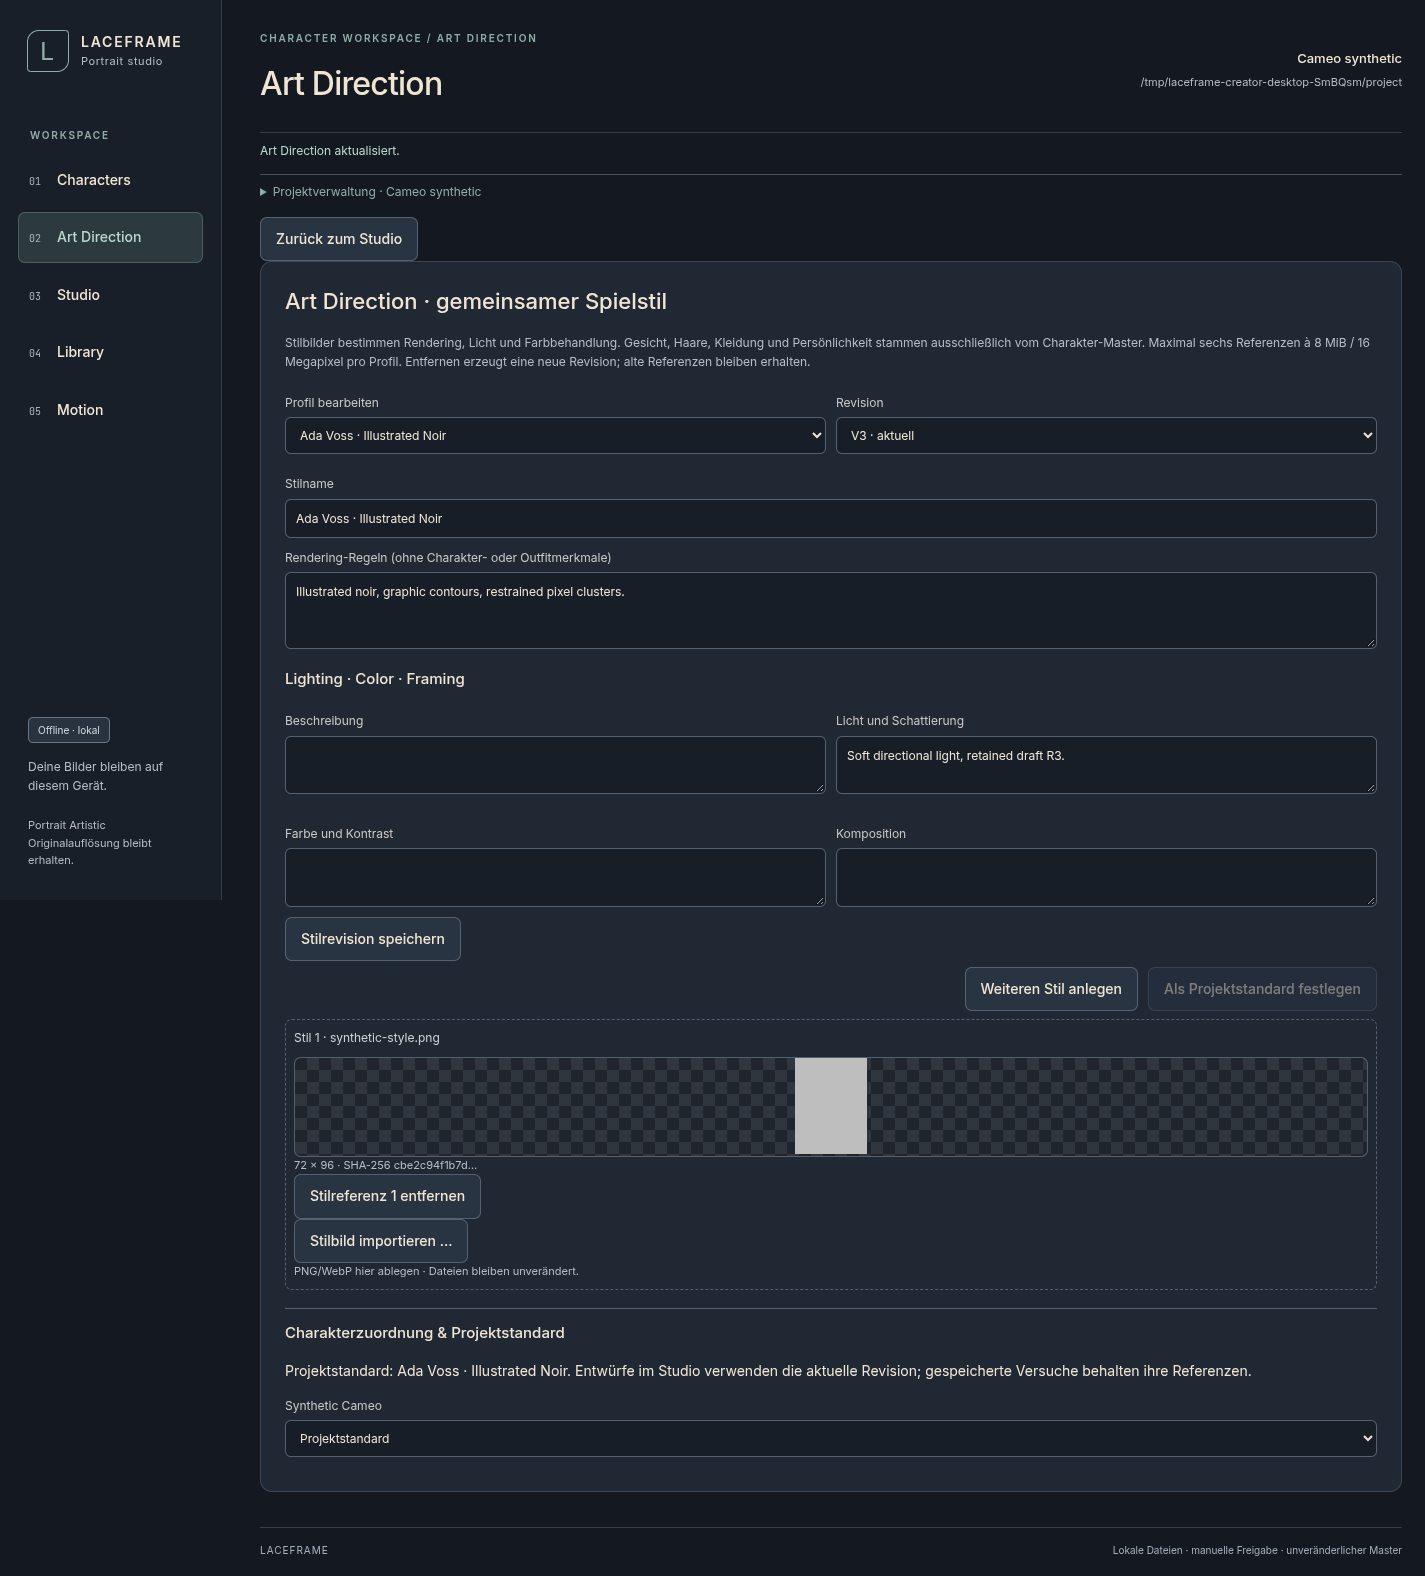 L
LACEFRAME
Portrait studio
WORKSPACE
01 Characters
02 Art Direction
03 Studio
04 Library
05 Motion
Offline · lokal
Deine Bilder bleiben auf
diesem Gerät.
Portrait Artistic
Originalauflösung bleibt
erhalten.
CHARACTER WORKSPACE / ART DIRECTION
Art Direction
Cameo synthetic
/tmp/laceframe-creator-desktop-SmBQsm/project
Art Direction aktualisiert.
Projektverwaltung · Cameo synthetic
Zurück zum Studio
Art Direction · gemeinsamer Spielstil
Stilbilder bestimmen Rendering, Licht und Farbbehandlung. Gesicht, Haare, Kleidung und Persönlichkeit stammen ausschließlich vom Charakter-Master. Maximal sechs Referenzen à 8 MiB / 16
Megapixel pro Profil. Entfernen erzeugt eine neue Revision; alte Referenzen bleiben erhalten.
Profil bearbeiten
Ada Voss · Illustrated Noir
Revision
V3 · aktuell
Stilname
Ada Voss · Illustrated Noir
Rendering-Regeln (ohne Charakter- oder Outfitmerkmale)
Illustrated noir, graphic contours, restrained pixel clusters.
Lighting · Color · Framing
Beschreibung
Licht und Schattierung
Soft directional light, retained draft R3.
Farbe und Kontrast
Komposition
Stilrevision speichern
Weiteren Stil anlegen
Als Projektstandard festlegen
Stil 1 · synthetic-style.png
72 × 96 · SHA-256 cbe2c94f1b7d…
Stilreferenz 1 entfernen
Stilbild importieren …
PNG/WebP hier ablegen · Dateien bleiben unverändert.
Charakterzuordnung & Projektstandard
Projektstandard: Ada Voss · Illustrated Noir. Entwürfe im Studio verwenden die aktuelle Revision; gespeicherte Versuche behalten ihre Referenzen.
Synthetic Cameo
Projektstandard
LACEFRAME
Lokale Dateien · manuelle Freigabe · unveränderlicher Master